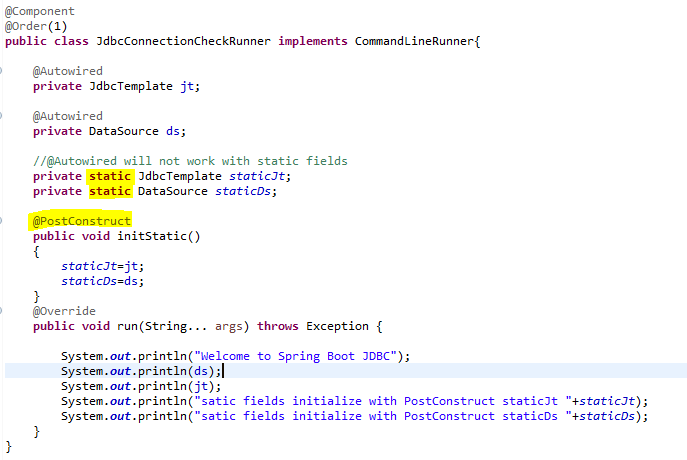 @Component
@Order(1)
public class JdbcConnectionCheckRunner implements CommandLineRunner{
@Autowired
private JdbcTemplate jt;
@Autowired
private DataSource ds;
//@Autowired will not work with static fields
private static JdbcTemplate staticJt;
private static DataSource staticDs;
@PostConstruct
public void initStatic()
{
staticJt=jt;
staticDs=ds;
}
@Override
public void run(String... args) throws Exception {
System.out.println("Welcome to Spring Boot JDBC");
System.out.println(ds);
System.out.println(jt);
System.out.println("satic fields initialize with PostConstruct staticJt "+staticJt);
System.out.println("satic fields initialize with PostConstruct staticDs "+staticDs);
}
}